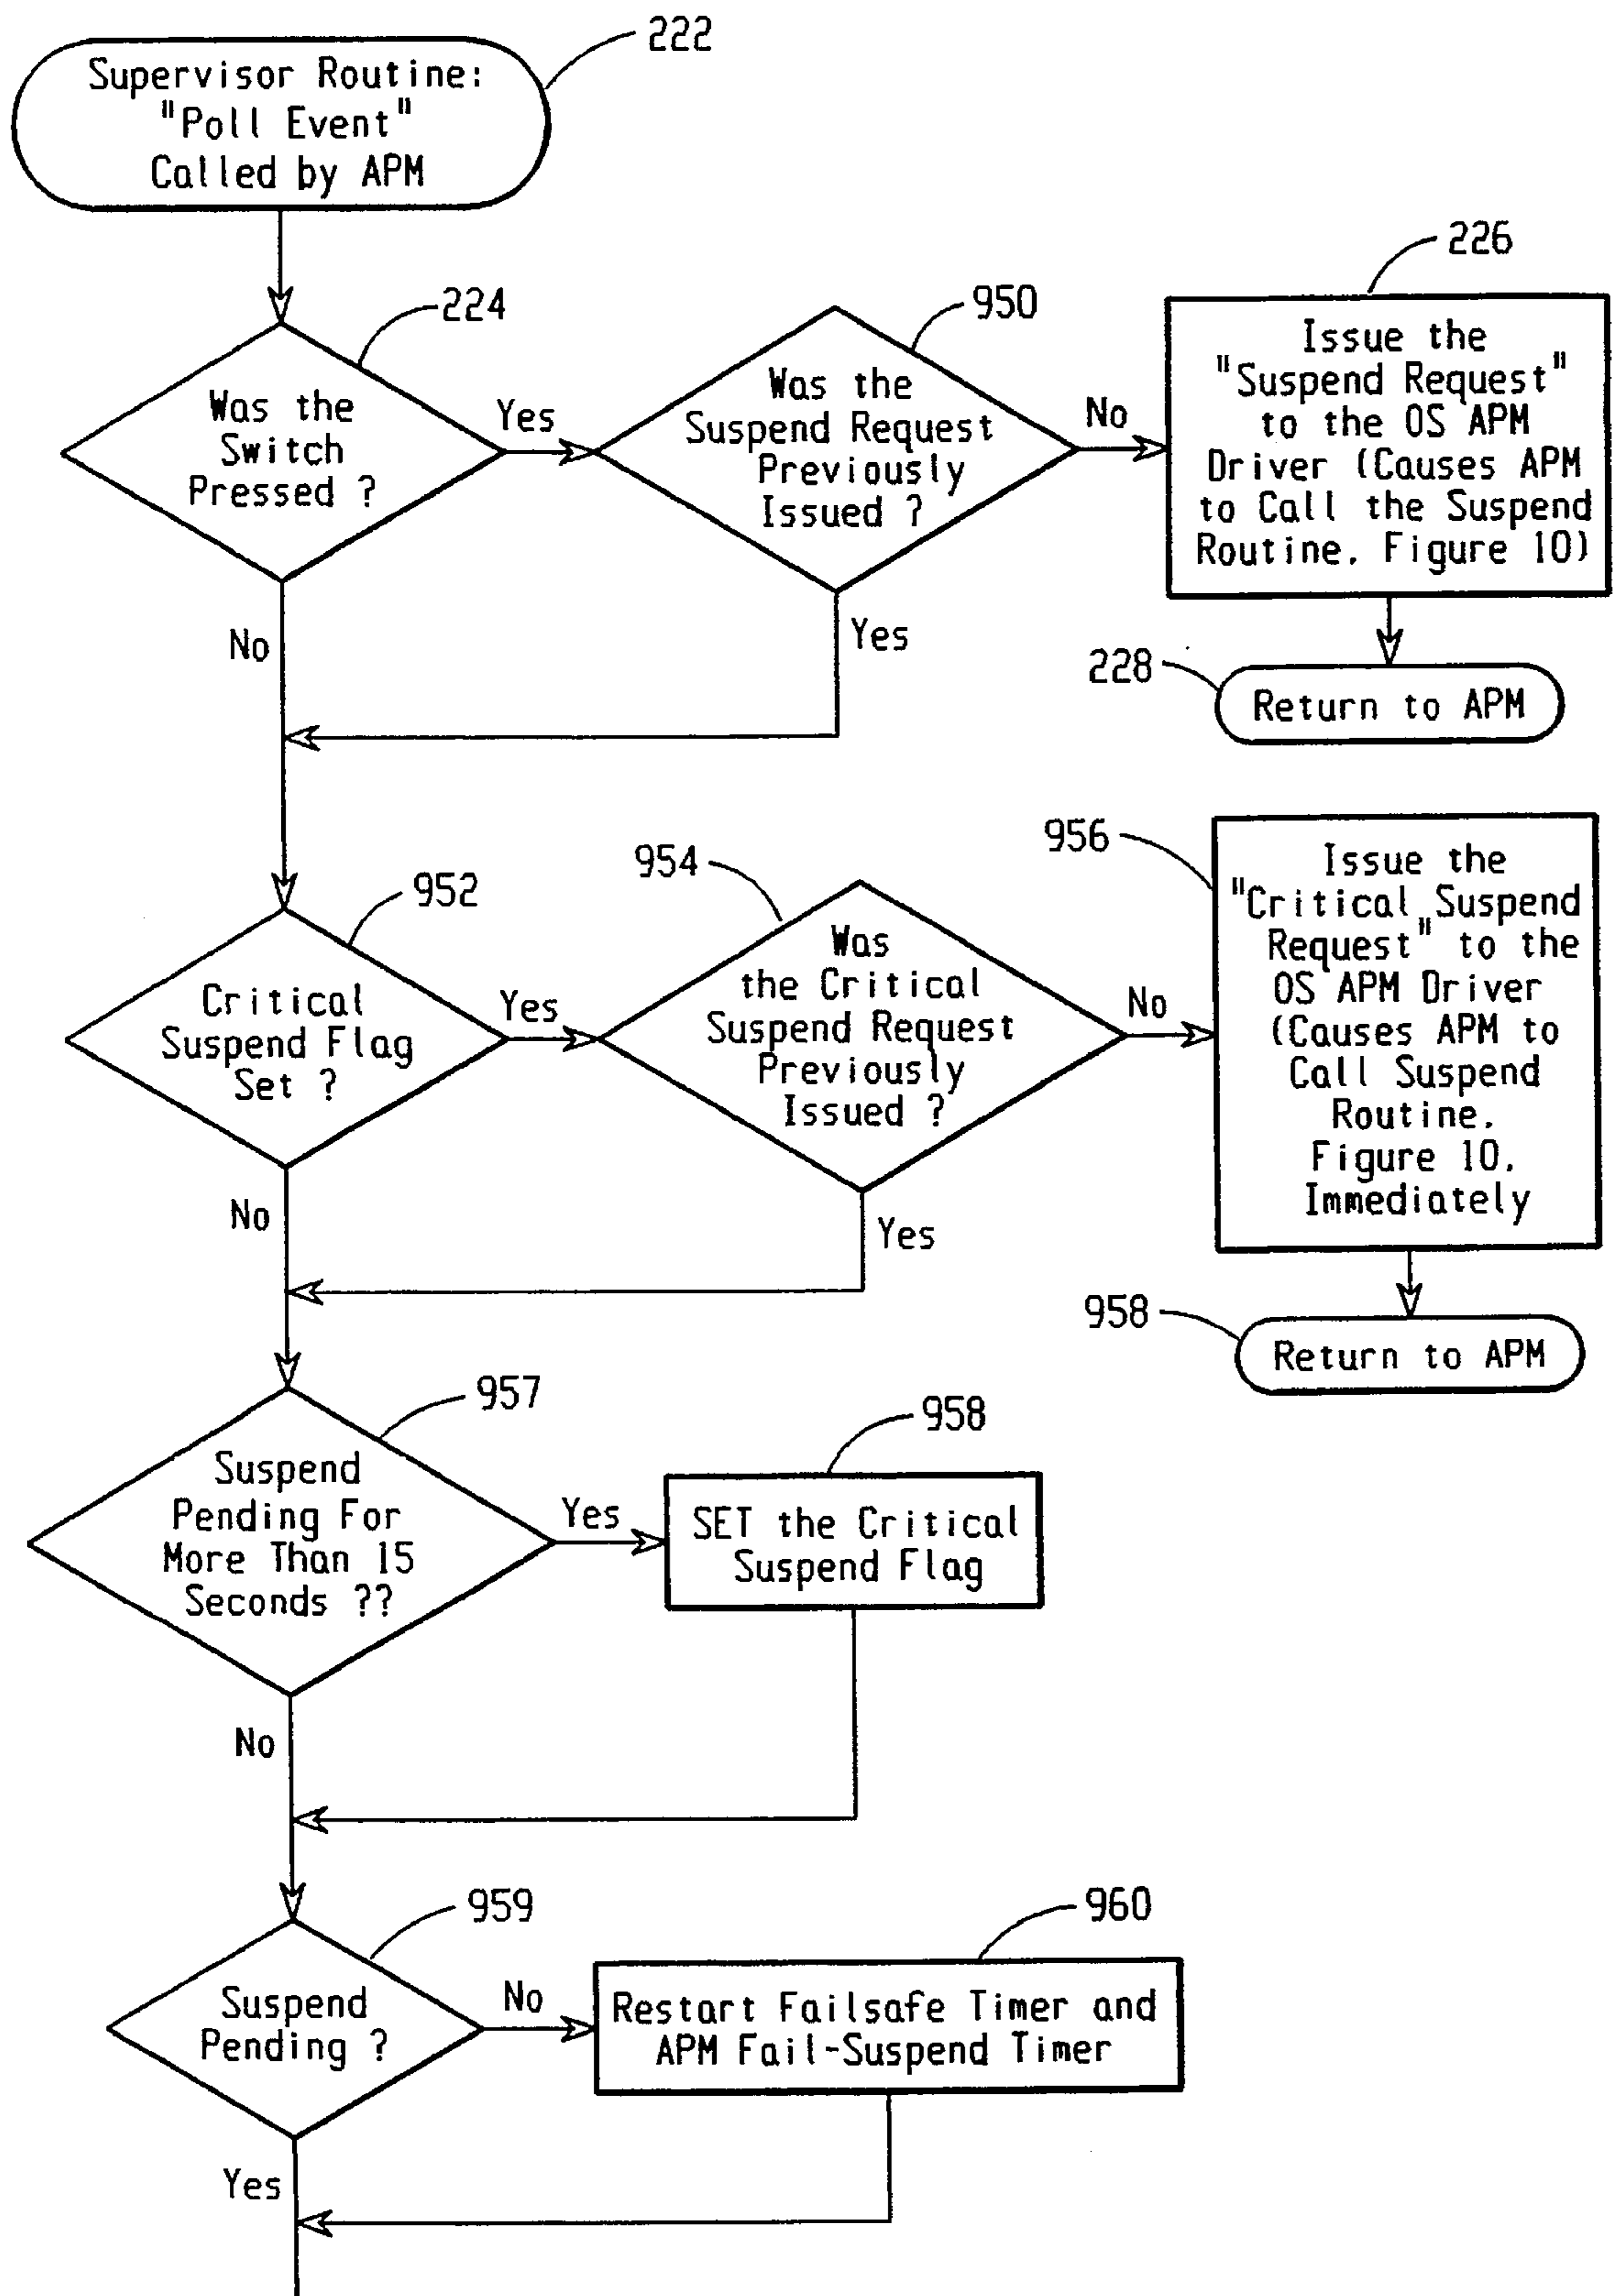 222
Supervisor Routine:
"Poll Event"
Called by APM
224
Was the
Switch
Pressed ?
Yes
No
950
Was the
Suspend Request
Previously
Issued ?
No
Yes
226
Issue the
"Suspend Request"
to the OS APM
Driver (Causes APM
to Call the Suspend
Routine. Figure 10)
228
Return to APM
952
Critical
Suspend Flag
Set ?
Yes
No
954
Was
the Critical
Suspend Request
Previously
Issued ?
No
Yes
956
Issue the
"Critical Suspend
Request" to the
OS APM Driver
(Causes APM to
Call Suspend
Routine.
Figure 10.
Immediately
958
Return to APM
957
Suspend
Pending For
More Than 15
Seconds ??
Yes
No
958
SET the Critical
Suspend Flag
959
Suspend
Pending ?
No
Yes
960
Restart Failsafe Timer and
APM Fail-Suspend Timer